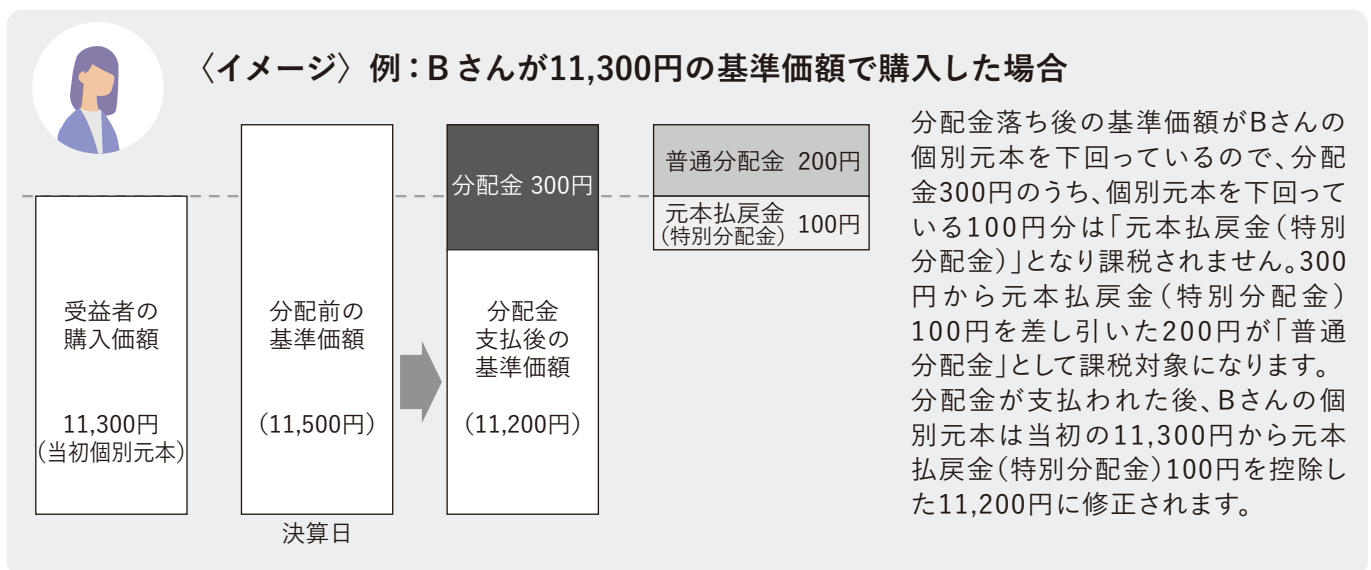 〈イメージ〉例：Bさんが11,300円の基準価額で購入した場合
受益者の
購入価額
11,300円
（当初個別元本）
分配前の
基準価額
（11,500円）
決算日
分配金 300円
分配金
支払後の
基準価額
（11,200円）
普通分配金 200円
元本払戻金
（特別分配金） 100円
分配金落ち後の基準価額がBさんの
個別元本を下回っているので、分配
金300円のうち、個別元本を下回って
いる100円分は「元本払戻金（特別
分配金）」となり課税されません。300
円から元本払戻金（特別分配金）
100円を差し引いた200円が「普通
分配金」として課税対象になります。
分配金が支払われた後、Bさんの個
別元本は当初の11,300円から元本
払戻金（特別分配金）100円を控除し
た11,200円に修正されます。